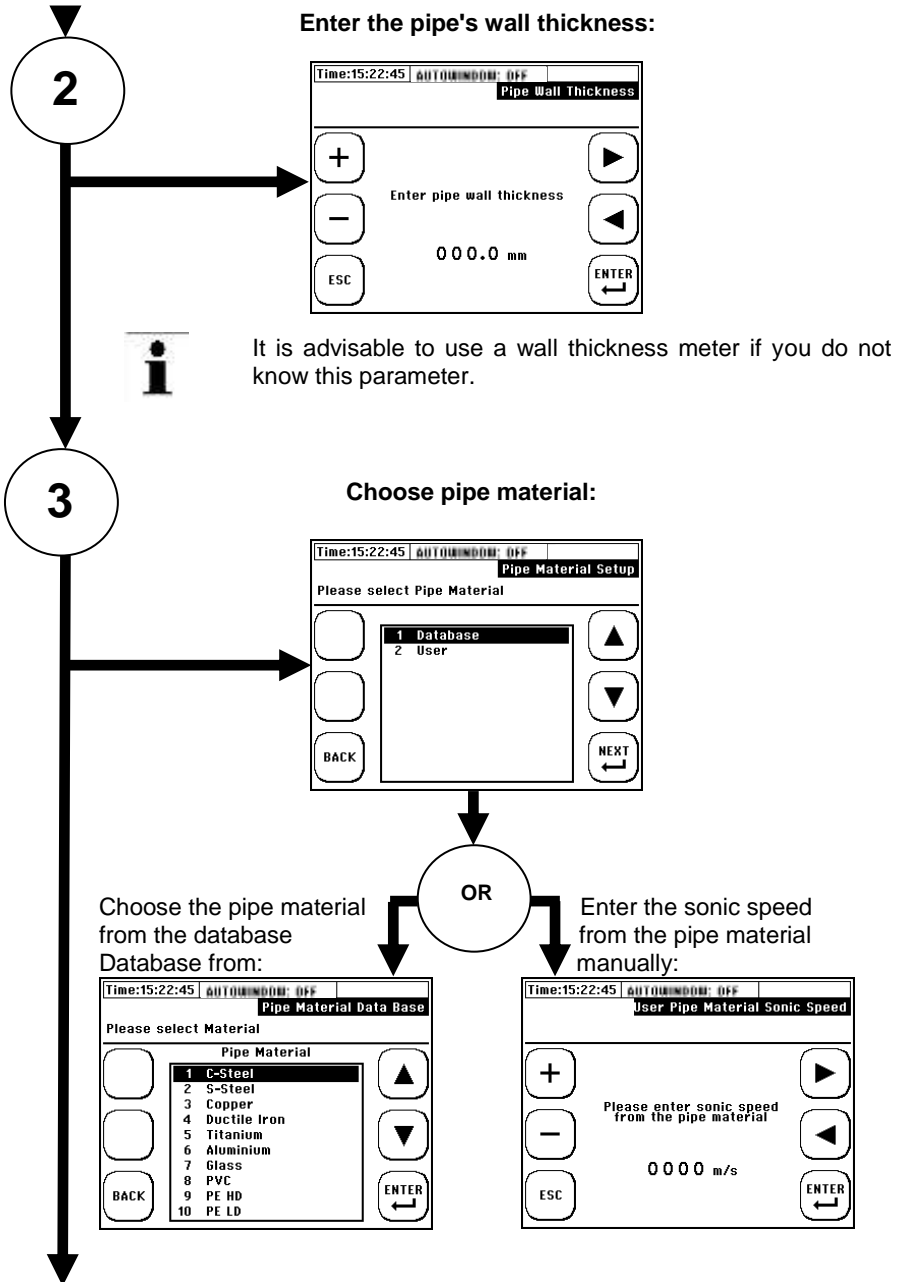 Enter the pipe's wall thickness:
2
Time:15:22:45 AUTOWINDOW: OFF
Pipe Wall Thickness
+
Enter pipe wall thickness
−
000.0 mm
ESC
ENTER
i
It is advisable to use a wall thickness meter if you do not
know this parameter.
3
Choose pipe material:
Time:15:22:45 AUTOWINDOW: OFF
Pipe Material Setup
Please select Pipe Material
1 Database
2 User
BACK
NEXT
OR
Choose the pipe material
from the database
Database from:
Time:15:22:45 AUTOWINDOW: OFF
Pipe Material Data Base
Please select Material
Pipe Material
1 C-Steel
2 S-Steel
3 Copper
4 Ductile Iron
5 Titanium
6 Aluminium
7 Glass
8 PVC
9 PE HD
10 PE LD
BACK
ENTER
Enter the sonic speed
from the pipe material
manually:
Time:15:22:45 AUTOWINDOW: OFF
User Pipe Material Sonic Speed
+
Please enter sonic speed
from the pipe material
−
0000 m/s
ESC
ENTER